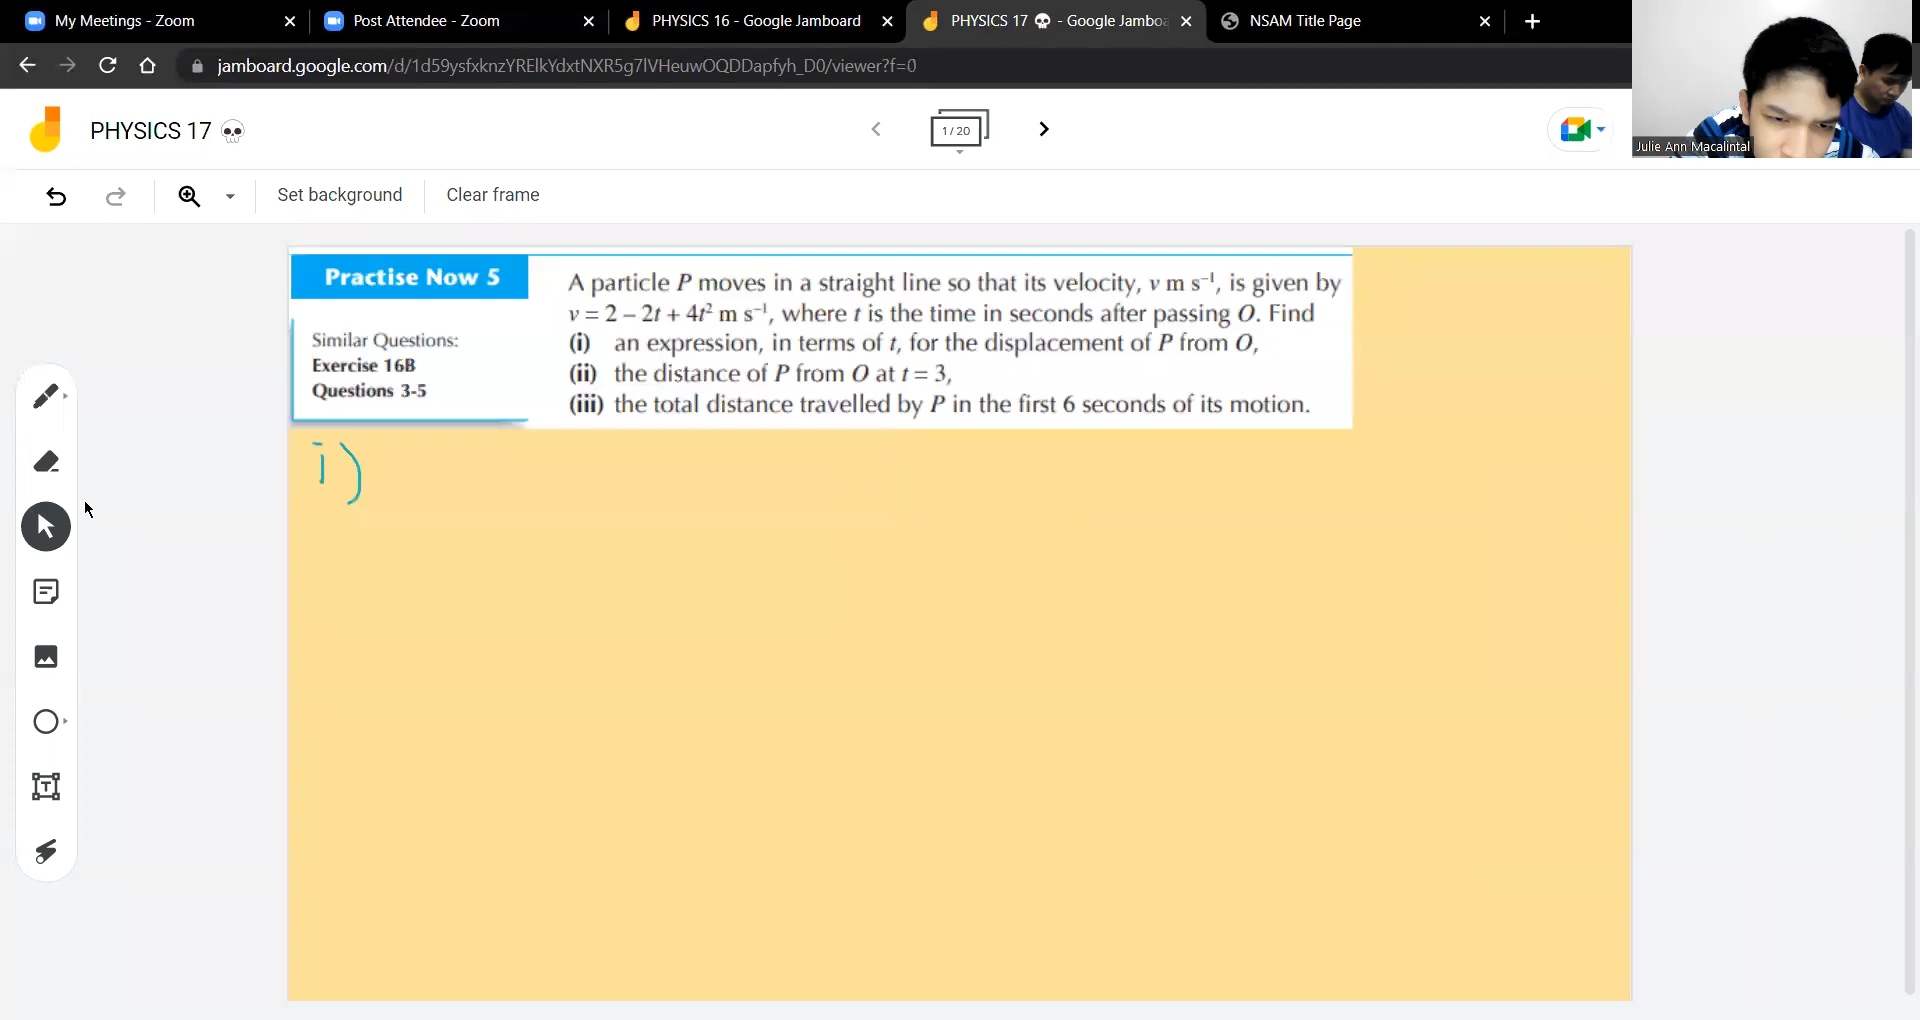 My Meetings - Zoom
Post Attendee - Zoom
PHYSICS 16 - Google Jamboard
PHYSICS 17 💀 - Google Jamboa
NSAM Title Page
jamboard.google.com/d/1d59ysfxknzYRElkYdxtNXR5g7lVHeuwOQDDapfyh_D0/viewer?f=0
Julie Ann Macalintal
PHYSICS 17 💀
1 / 20
Set background
Clear frame
Practise Now 5
Similar Questions:
Exercise 16B
Questions 3-5
A particle P moves in a straight line so that its velocity, v m s⁻¹, is given by
v = 2 – 2t + 4t² m s⁻¹, where t is the time in seconds after passing O. Find
(i) an expression, in terms of t, for the displacement of P from O,
(ii) the distance of P from O at t = 3,
(iii) the total distance travelled by P in the first 6 seconds of its motion.
i)